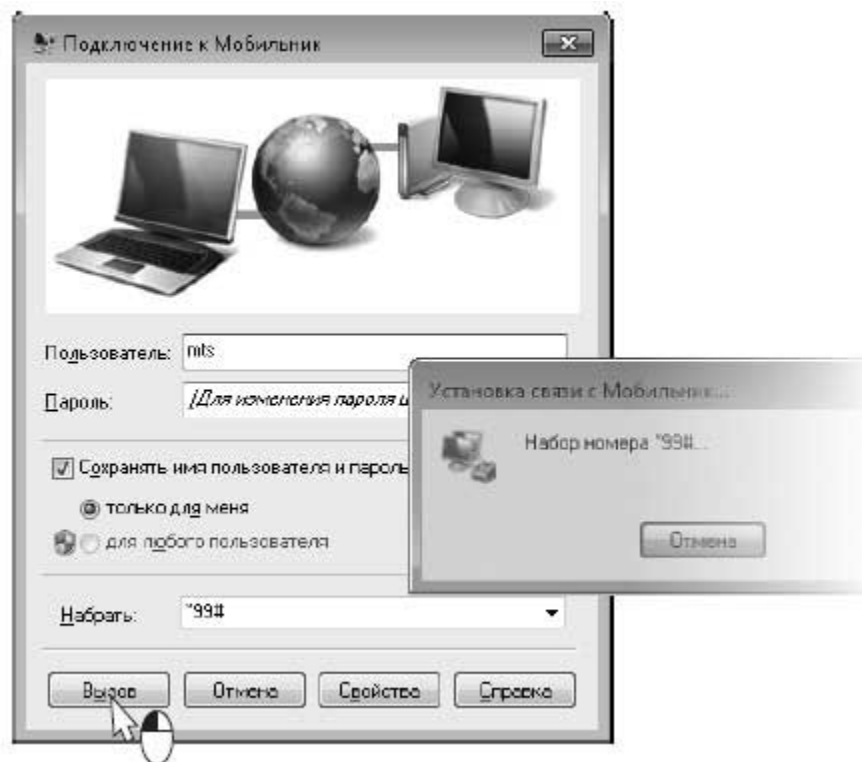 Подключение к Мобильник
Пользователь: mts
Пароль: [Для изменения пароля
Сохранять имя пользователя и пароль
только для меня
для любого пользователя
Набрать: *99#
Вызов Отмена Свойства Справка
Установка связи с Мобильник...
Набор номера *99#...
Отмена